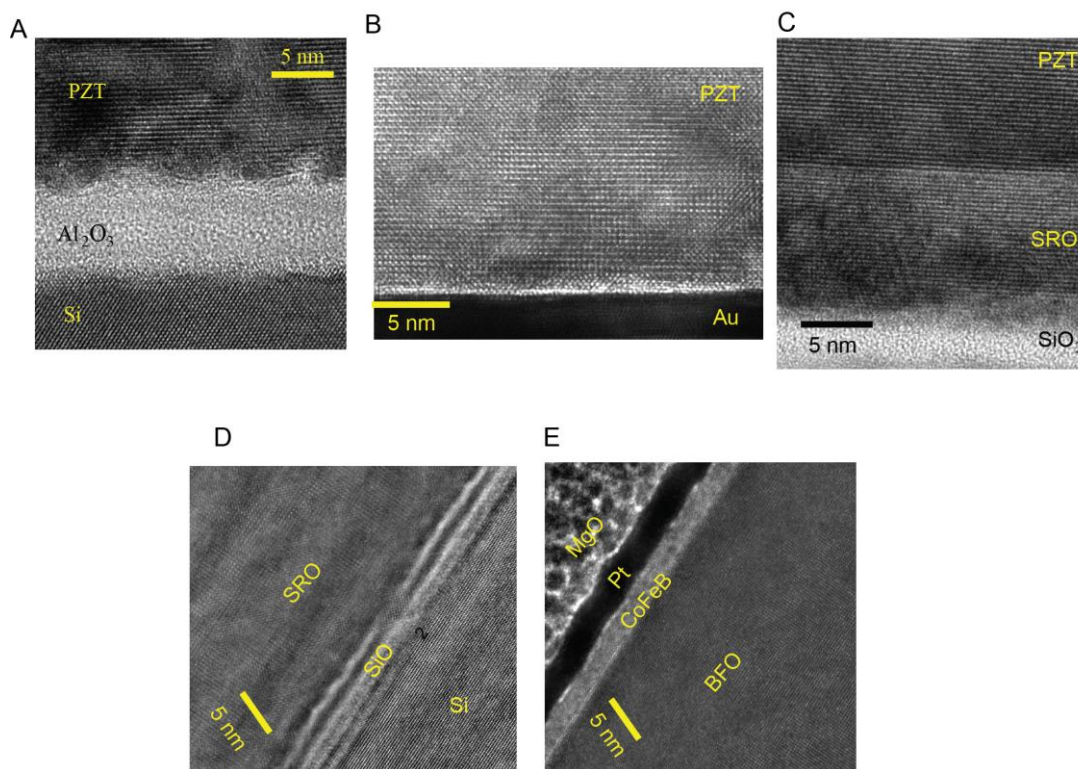 A
5 nm
PZT
Al₂O₃
Si
B
PZT
5 nm
Au
C
PZT
SRO
5 nm
SiO₂
D
SRO
SiO₂
Si
5 nm
E
MgO
Pt
CoFeB
BFO
5 nm